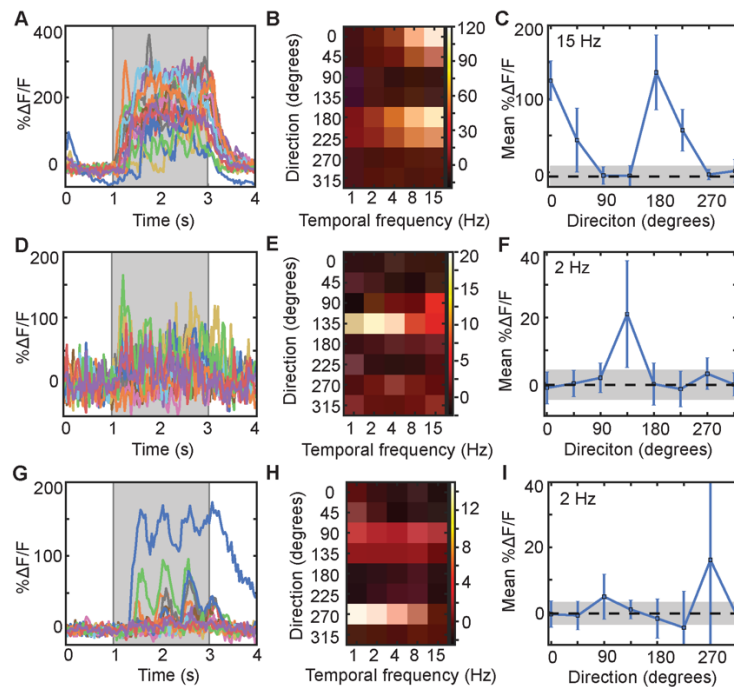 A
400
200
0
%ΔF/F
0 1 2 3 4
Time (s)
B
Direction (degrees)
0
45
90
135
180
225
270
315
1 2 4 8 15
Temporal frequency (Hz)
120
100
80
60
40
20
0
C
15 Hz
200
150
100
50
0
Mean %ΔF/F
0 90 180 270
Direciton (degrees)
D
200
100
0
%ΔF/F
0 1 2 3 4
Time (s)
E
Direction (degrees)
0
45
90
135
180
225
270
315
1 2 4 8 15
Temporal frequency (Hz)
20
15
10
5
0
F
2 Hz
40
20
0
Mean %ΔF/F
0 90 180 270
Direciton (degrees)
G
200
100
0
%ΔF/F
0 1 2 3 4
Time (s)
H
Direction (degrees)
0
45
90
135
180
225
270
315
1 2 4 8 15
Temporal frequency (Hz)
12
8
4
0
I
2 Hz
40
20
0
Mean %ΔF/F
0 90 180 270
Direciton (degrees)